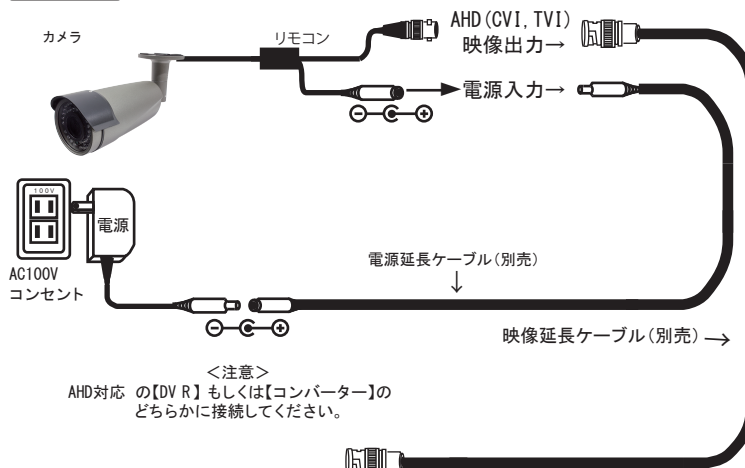 カメラ
リモコン
AHD(CVI,TVI)
映像出力→
電源入力→
100V
電源
AC100V
コンセント
電源延長ケーブル(別売)
↓
映像延長ケーブル(別売)→
＜注意＞
AHD対応 の【DVR】もしくは【コンバーター】の
どちらかに接続してください。